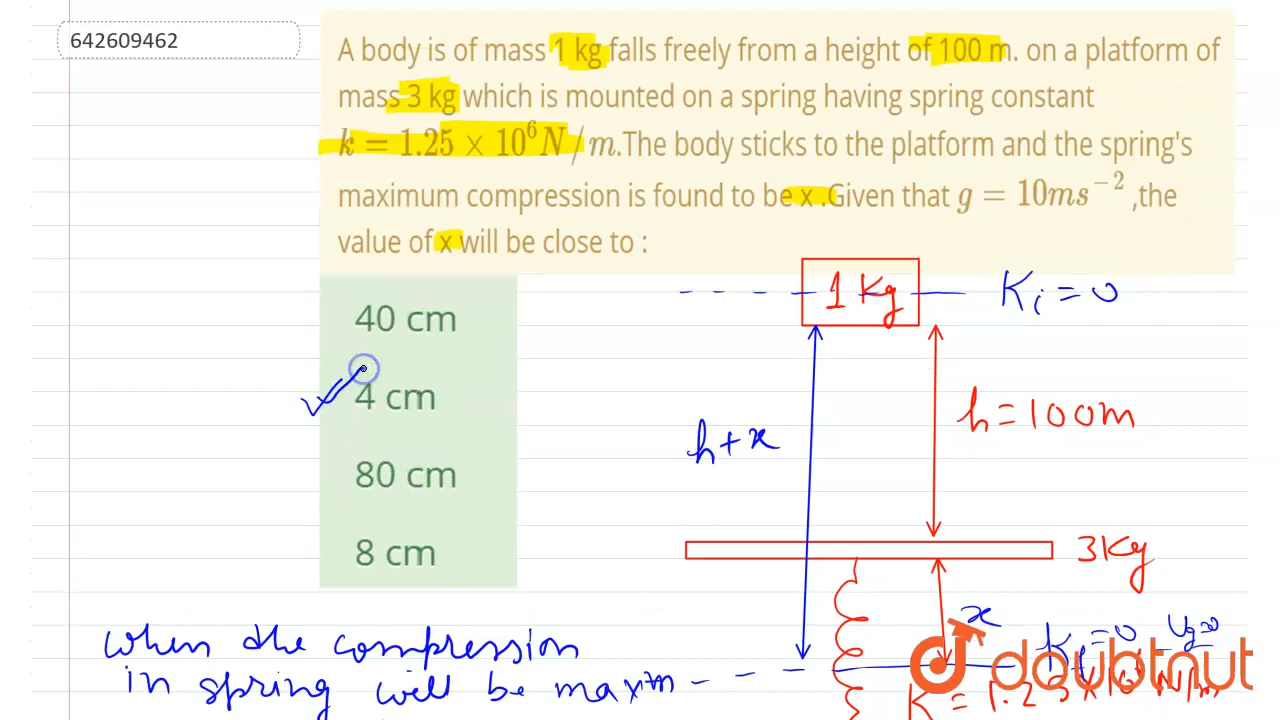 642609462
A body is of mass 1 kg falls freely from a height of 100 m. on a platform of
mass 3 kg which is mounted on a spring having spring constant
k = 1.25 × 10⁶ N / m.The body sticks to the platform and the spring's
maximum compression is found to be x .Given that g = 10ms⁻² ,the
value of x will be close to :
40 cm
4 cm
80 cm
8 cm
1 Kg
Ki = 0
h = 100m
h + x
3Kg
x
when the compression
in spring will be maxim
doubtnut